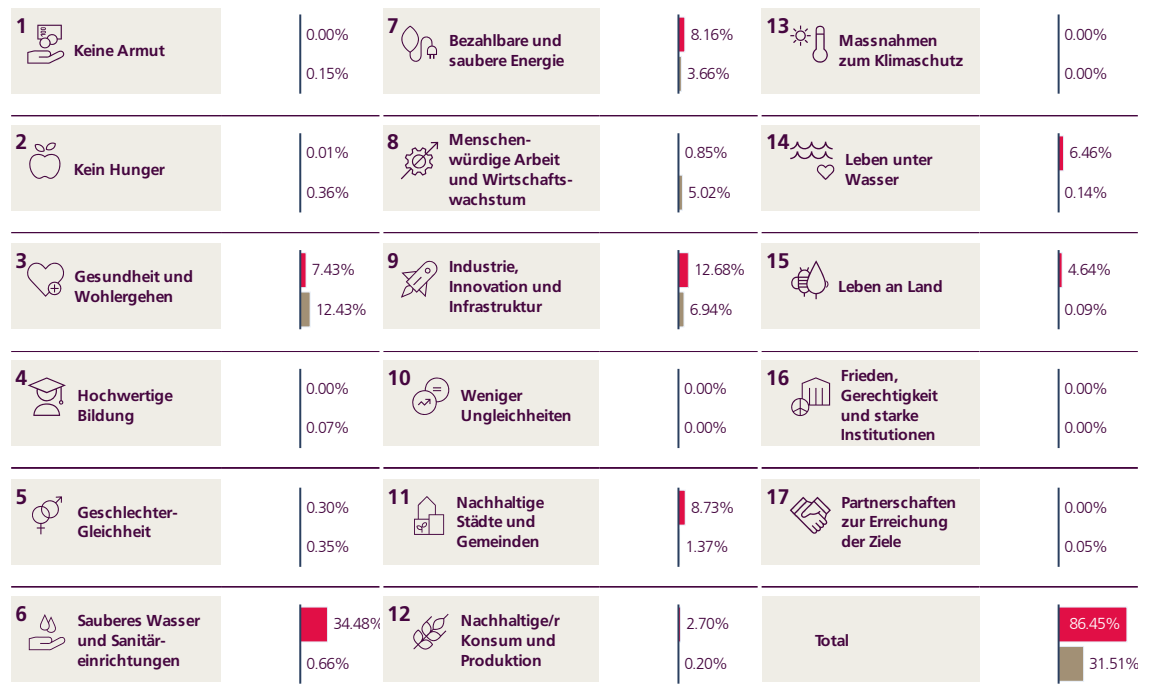 1
Keine Armut
0.00%
0.15%
2
Kein Hunger
0.01%
0.36%
3
Gesundheit und
Wohlergehen
7.43%
12.43%
4
Hochwertige
Bildung
0.00%
0.07%
5
Geschlechter-
Gleichheit
0.30%
0.35%
6
Sauberes Wasser
und Sanitär-
einrichtungen
34.48%
0.66%
7
Bezahlbare und
saubere Energie
8.16%
3.66%
8
Menschen-
würdige Arbeit
und Wirtschafts-
wachstum
0.85%
5.02%
9
Industrie,
Innovation und
Infrastruktur
12.68%
6.94%
10
Weniger
Ungleichheiten
0.00%
0.00%
11
Nachhaltige
Städte und
Gemeinden
8.73%
1.37%
12
Nachhaltige/r
Konsum und
Produktion
2.70%
0.20%
13
Massnahmen
zum Klimaschutz
0.00%
0.00%
14
Leben unter
Wasser
6.46%
0.14%
15
Leben an Land
4.64%
0.09%
16
Frieden,
Gerechtigkeit
und starke
Institutionen
0.00%
0.00%
17
Partnerschaften
zur Erreichung
der Ziele
0.00%
0.05%
Total
86.45%
31.51%